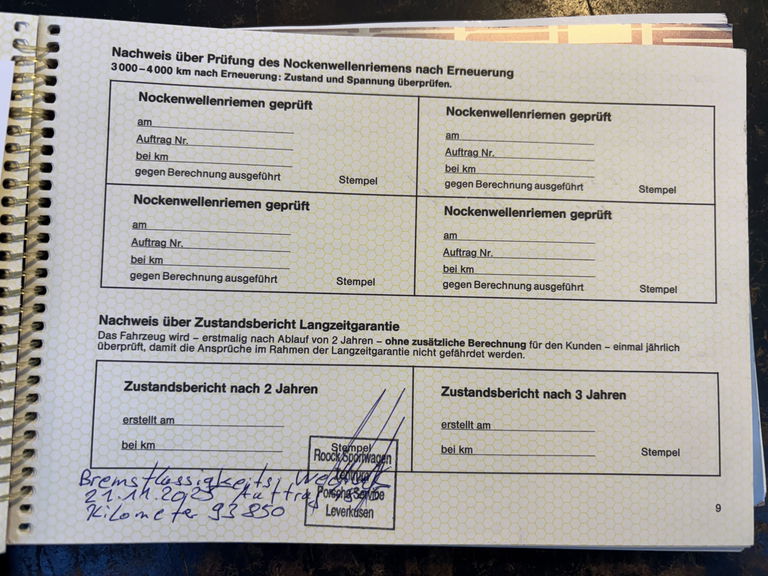 Nachweis über Prüfung des Nockenwellenriemens nach Erneuerung
3000–4000 km nach Erneuerung: Zustand und Spannung überprüfen.
Nockenwellenriemen geprüft
am
Auftrag Nr.
bei km
gegen Berechnung ausgeführt Stempel
Nockenwellenriemen geprüft
am
Auftrag Nr.
bei km
gegen Berechnung ausgeführt Stempel
Nockenwellenriemen geprüft
am
Auftrag Nr.
bei km
gegen Berechnung ausgeführt Stempel
Nockenwellenriemen geprüft
am
Auftrag Nr.
bei km
gegen Berechnung ausgeführt Stempel
Nachweis über Zustandsbericht Langzeitgarantie
Das Fahrzeug wird – erstmalig nach Ablauf von 2 Jahren – ohne zusätzliche Berechnung für den Kunden – einmal jährlich
überprüft, damit die Ansprüche im Rahmen der Langzeitgarantie nicht gefährdet werden.
Zustandsbericht nach 2 Jahren
erstellt am
bei km
Stempel
Roock Sportwagen
Zentrum
Porsche Service
Leverkusen
Zustandsbericht nach 3 Jahren
erstellt am
bei km Stempel
Bremsflüssigkeits
21.11.2023 Auftrag
Kilometer 93850
9